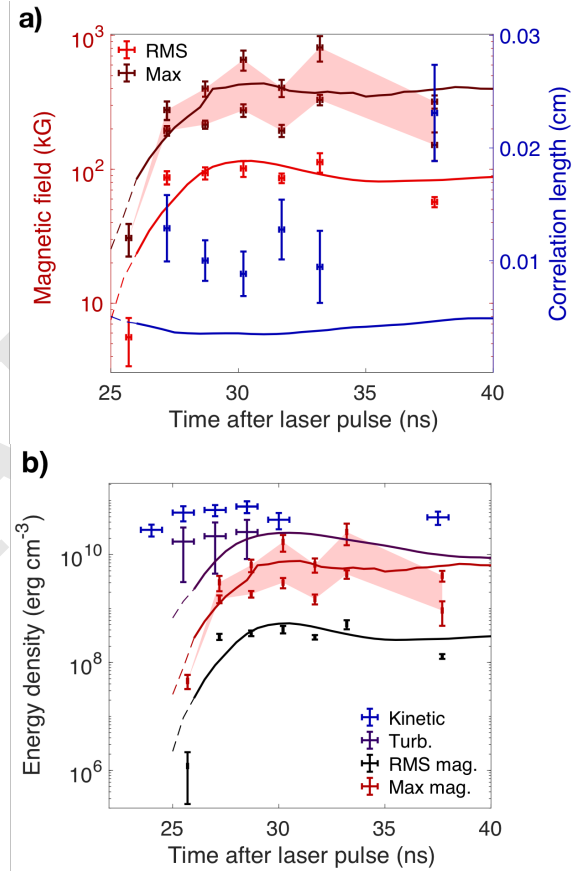 a)
10³
10²
10
Magnetic field (kG)
RMS
Max
0.03
0.02
0.01
Correlation length (cm)
25 30 35 40
Time after laser pulse (ns)
b)
10¹⁰
10⁸
10⁶
Energy density (erg cm⁻³)
Kinetic
Turb.
RMS mag.
Max mag.
25 30 35 40
Time after laser pulse (ns)